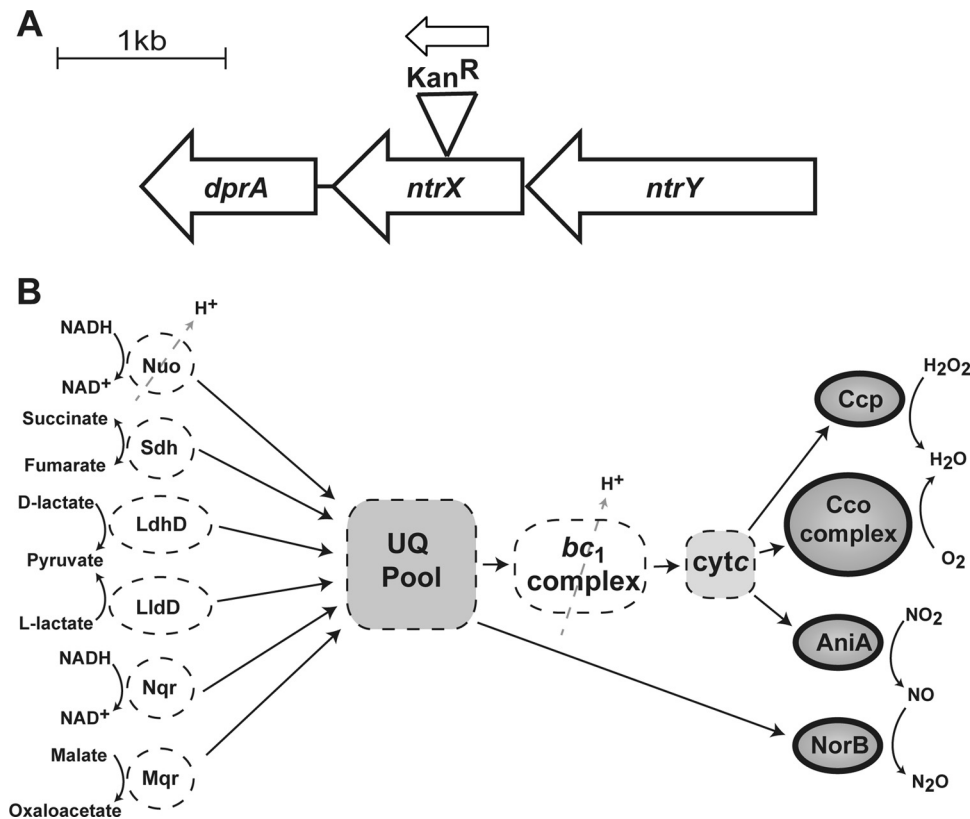 A
1kb
Kan^R
dprA
ntrX
ntrY
B
NADH
NAD⁺
Nuo
H⁺
Succinate
Fumarate
Sdh
D-lactate
LdhD
Pyruvate
LldD
L-lactate
NADH
NAD⁺
Nqr
Malate
Oxaloacetate
Mqr
UQ
Pool
H⁺
bc₁
complex
cytc
Ccp
H₂O₂
H₂O
Cco
complex
O₂
AniA
NO₂
NO
NorB
N₂O